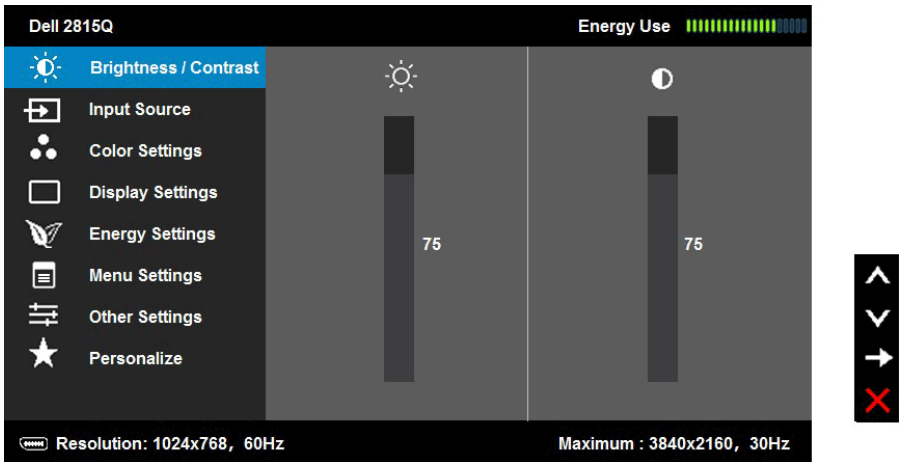 Dell 2815Q
Energy Use
Brightness / Contrast
Input Source
Color Settings
Display Settings
Energy Settings
75
75
Menu Settings
Other Settings
Personalize
Resolution: 1024x768, 60Hz
Maximum : 3840x2160, 30Hz